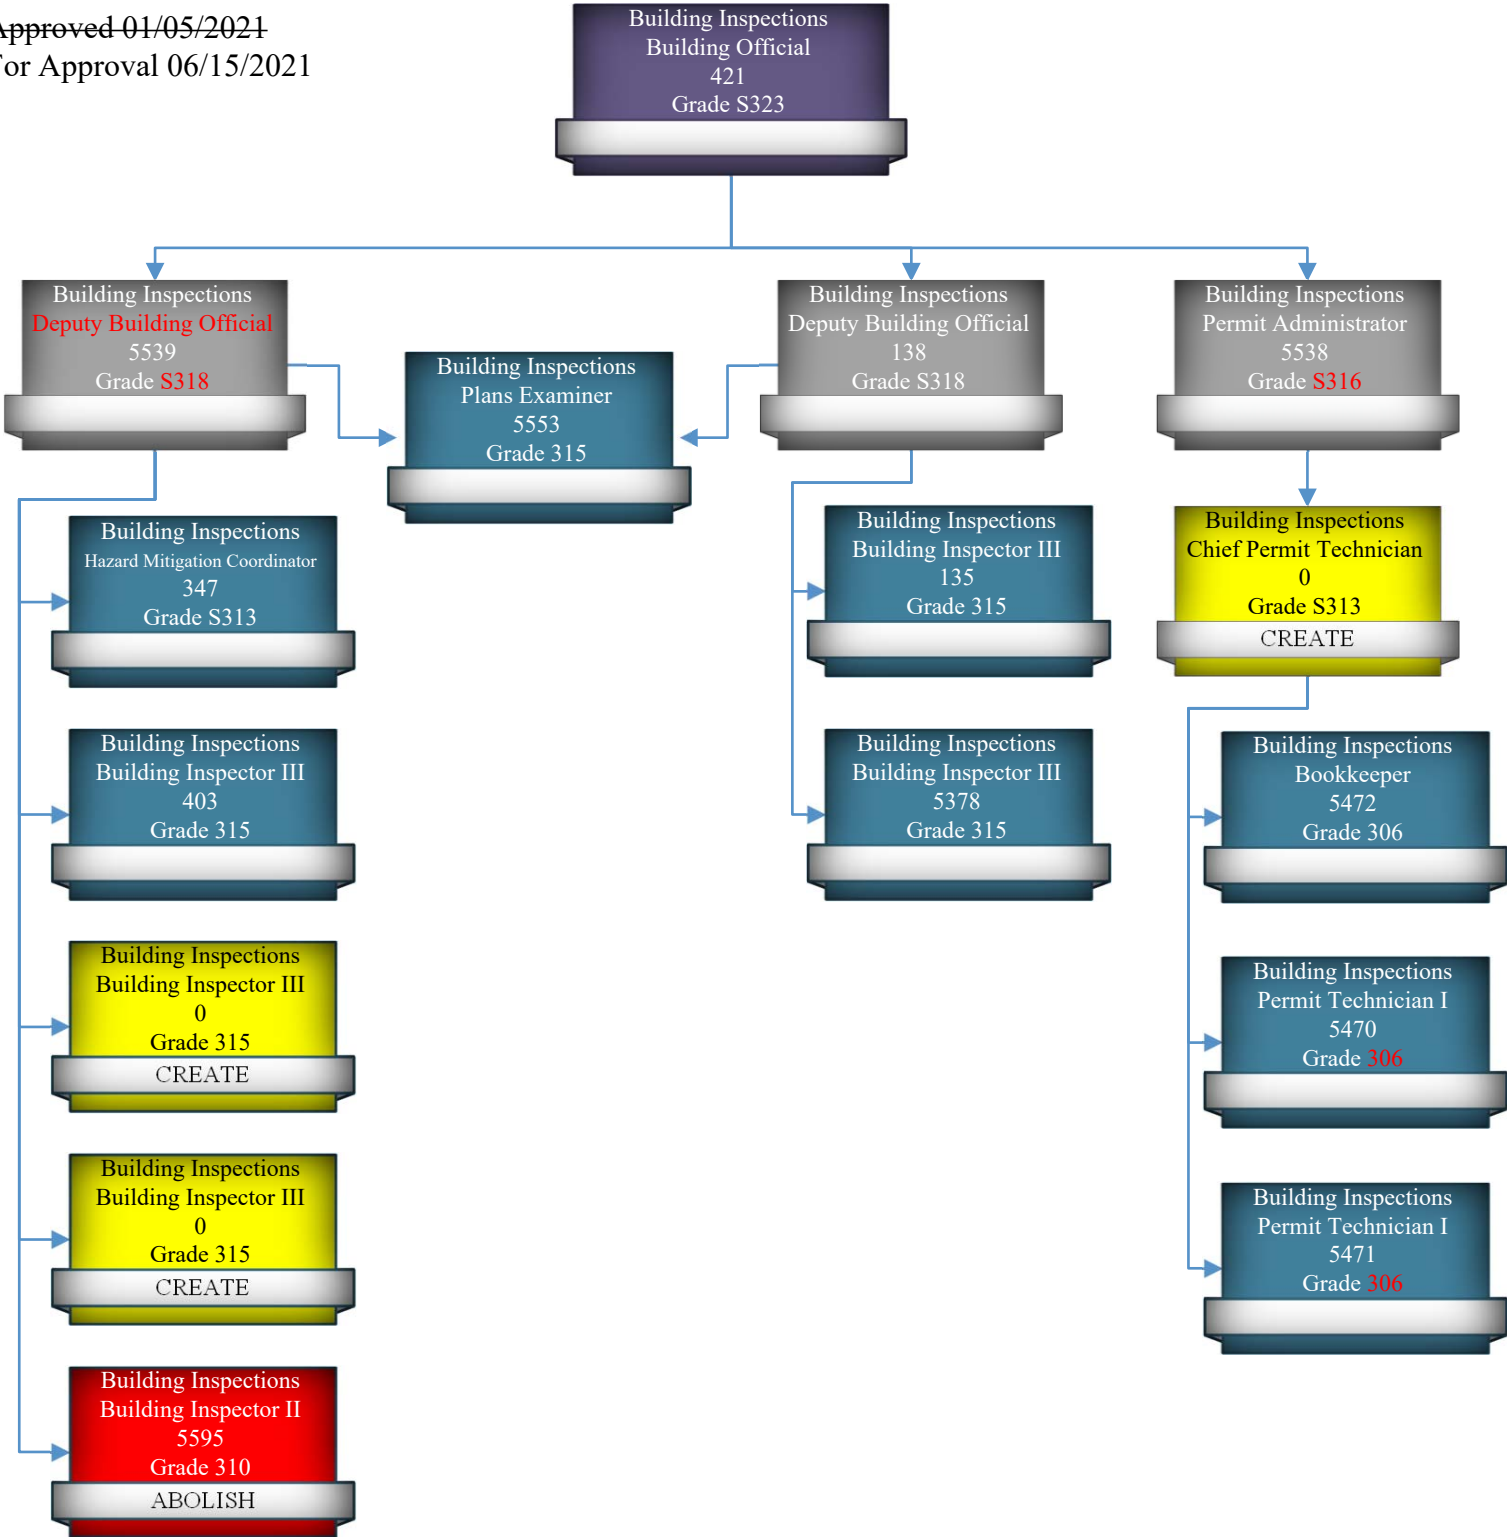 Approved 01/05/2021
For Approval 06/15/2021
Building Inspections
Building Official
421
Grade S323
Building Inspections
Deputy Building Official
5539
Grade S318
Building Inspections
Plans Examiner
5553
Grade 315
Building Inspections
Deputy Building Official
138
Grade S318
Building Inspections
Permit Administrator
5538
Grade S316
Building Inspections
Hazard Mitigation Coordinator
347
Grade S313
Building Inspections
Building Inspector III
403
Grade 315
Building Inspections
Building Inspector III
0
Grade 315
CREATE
Building Inspections
Building Inspector III
0
Grade 315
CREATE
Building Inspections
Building Inspector II
5595
Grade 310
ABOLISH
Building Inspections
Building Inspector III
135
Grade 315
Building Inspections
Building Inspector III
5378
Grade 315
Building Inspections
Chief Permit Technician
0
Grade S313
CREATE
Building Inspections
Bookkeeper
5472
Grade 306
Building Inspections
Permit Technician I
5470
Grade 306
Building Inspections
Permit Technician I
5471
Grade 306